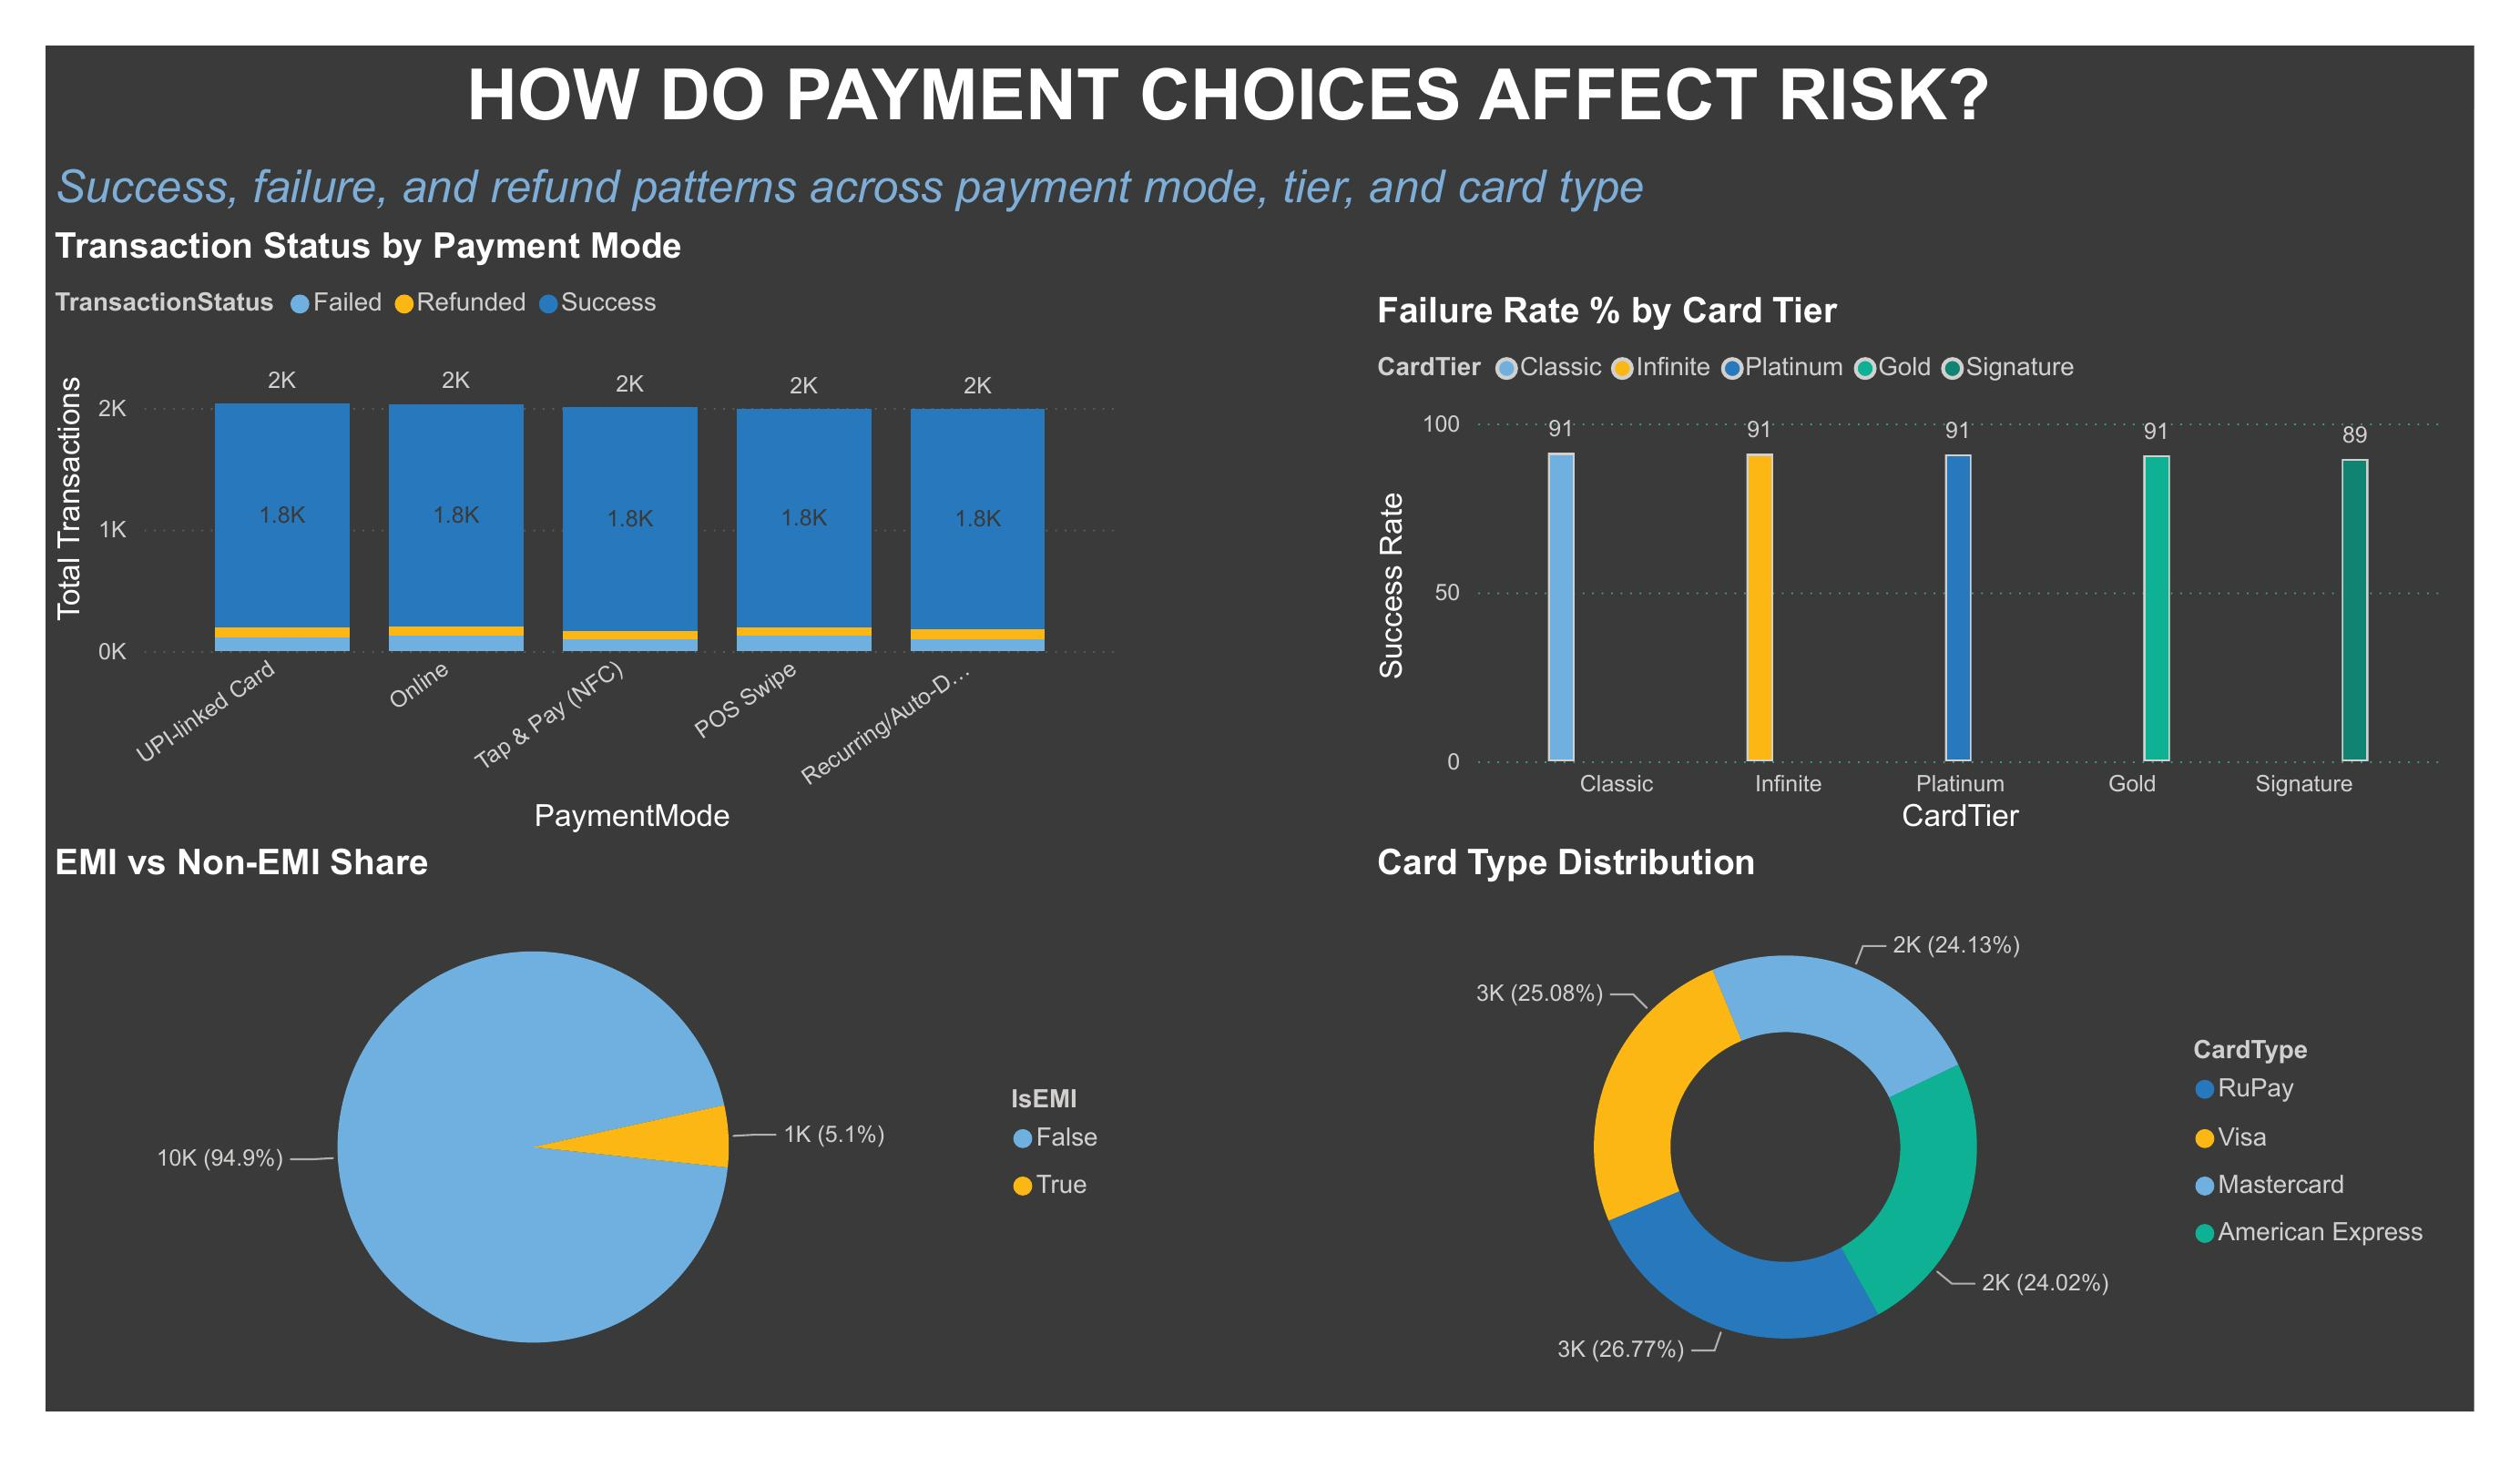 HOW DO PAYMENT CHOICES AFFECT RISK?
Success, failure, and refund patterns across payment mode, tier, and card type
Transaction Status by Payment Mode
TransactionStatus Failed Refunded Success
Total Transactions
2K
1K
0K
2K 2K 2K 2K 2K
1.8K 1.8K 1.8K 1.8K 1.8K
UPI-linked Card
Online
Tap & Pay (NFC)
POS Swipe
Recurring/Auto-D…
PaymentMode
Failure Rate % by Card Tier
CardTier Classic Infinite Platinum Gold Signature
Success Rate
100
50
0
91 91 91 91 89
Classic Infinite Platinum Gold Signature
CardTier
EMI vs Non-EMI Share
10K (94.9%)
1K (5.1%)
IsEMI
False
True
Card Type Distribution
2K (24.13%)
3K (25.08%)
2K (24.02%)
3K (26.77%)
CardType
RuPay
Visa
Mastercard
American Express